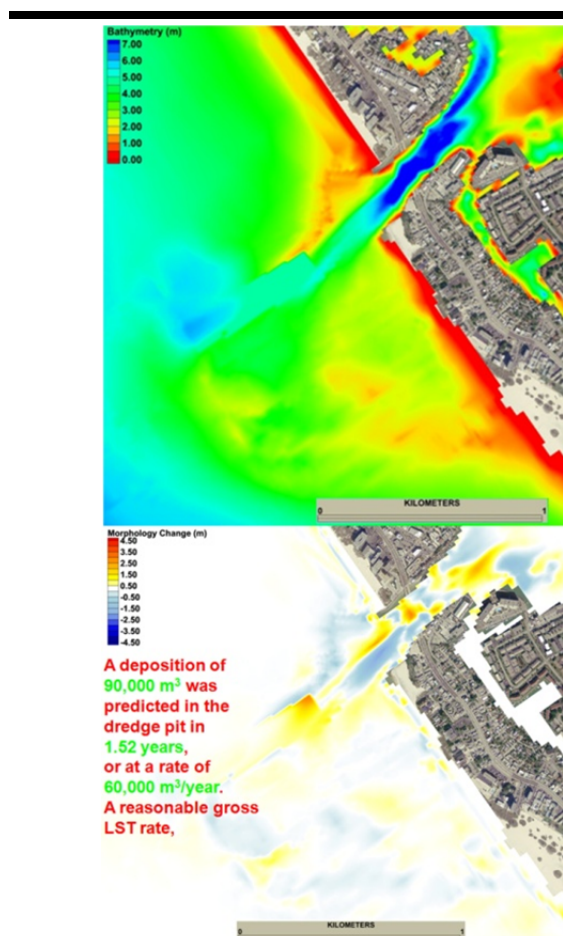 Bathymetry (m)
7.00
6.00
5.00
4.00
3.00
2.00
1.00
0.00
KILOMETERS
0 1
Morphology Change (m)
4.50
3.50
2.50
1.50
0.50
-0.50
-1.50
-2.50
-3.50
-4.50
A deposition of
90,000 m³ was
predicted in the
dredge pit in
1.52 years,
or at a rate of
60,000 m³/year.
A reasonable gross
LST rate,
KILOMETERS
0 1